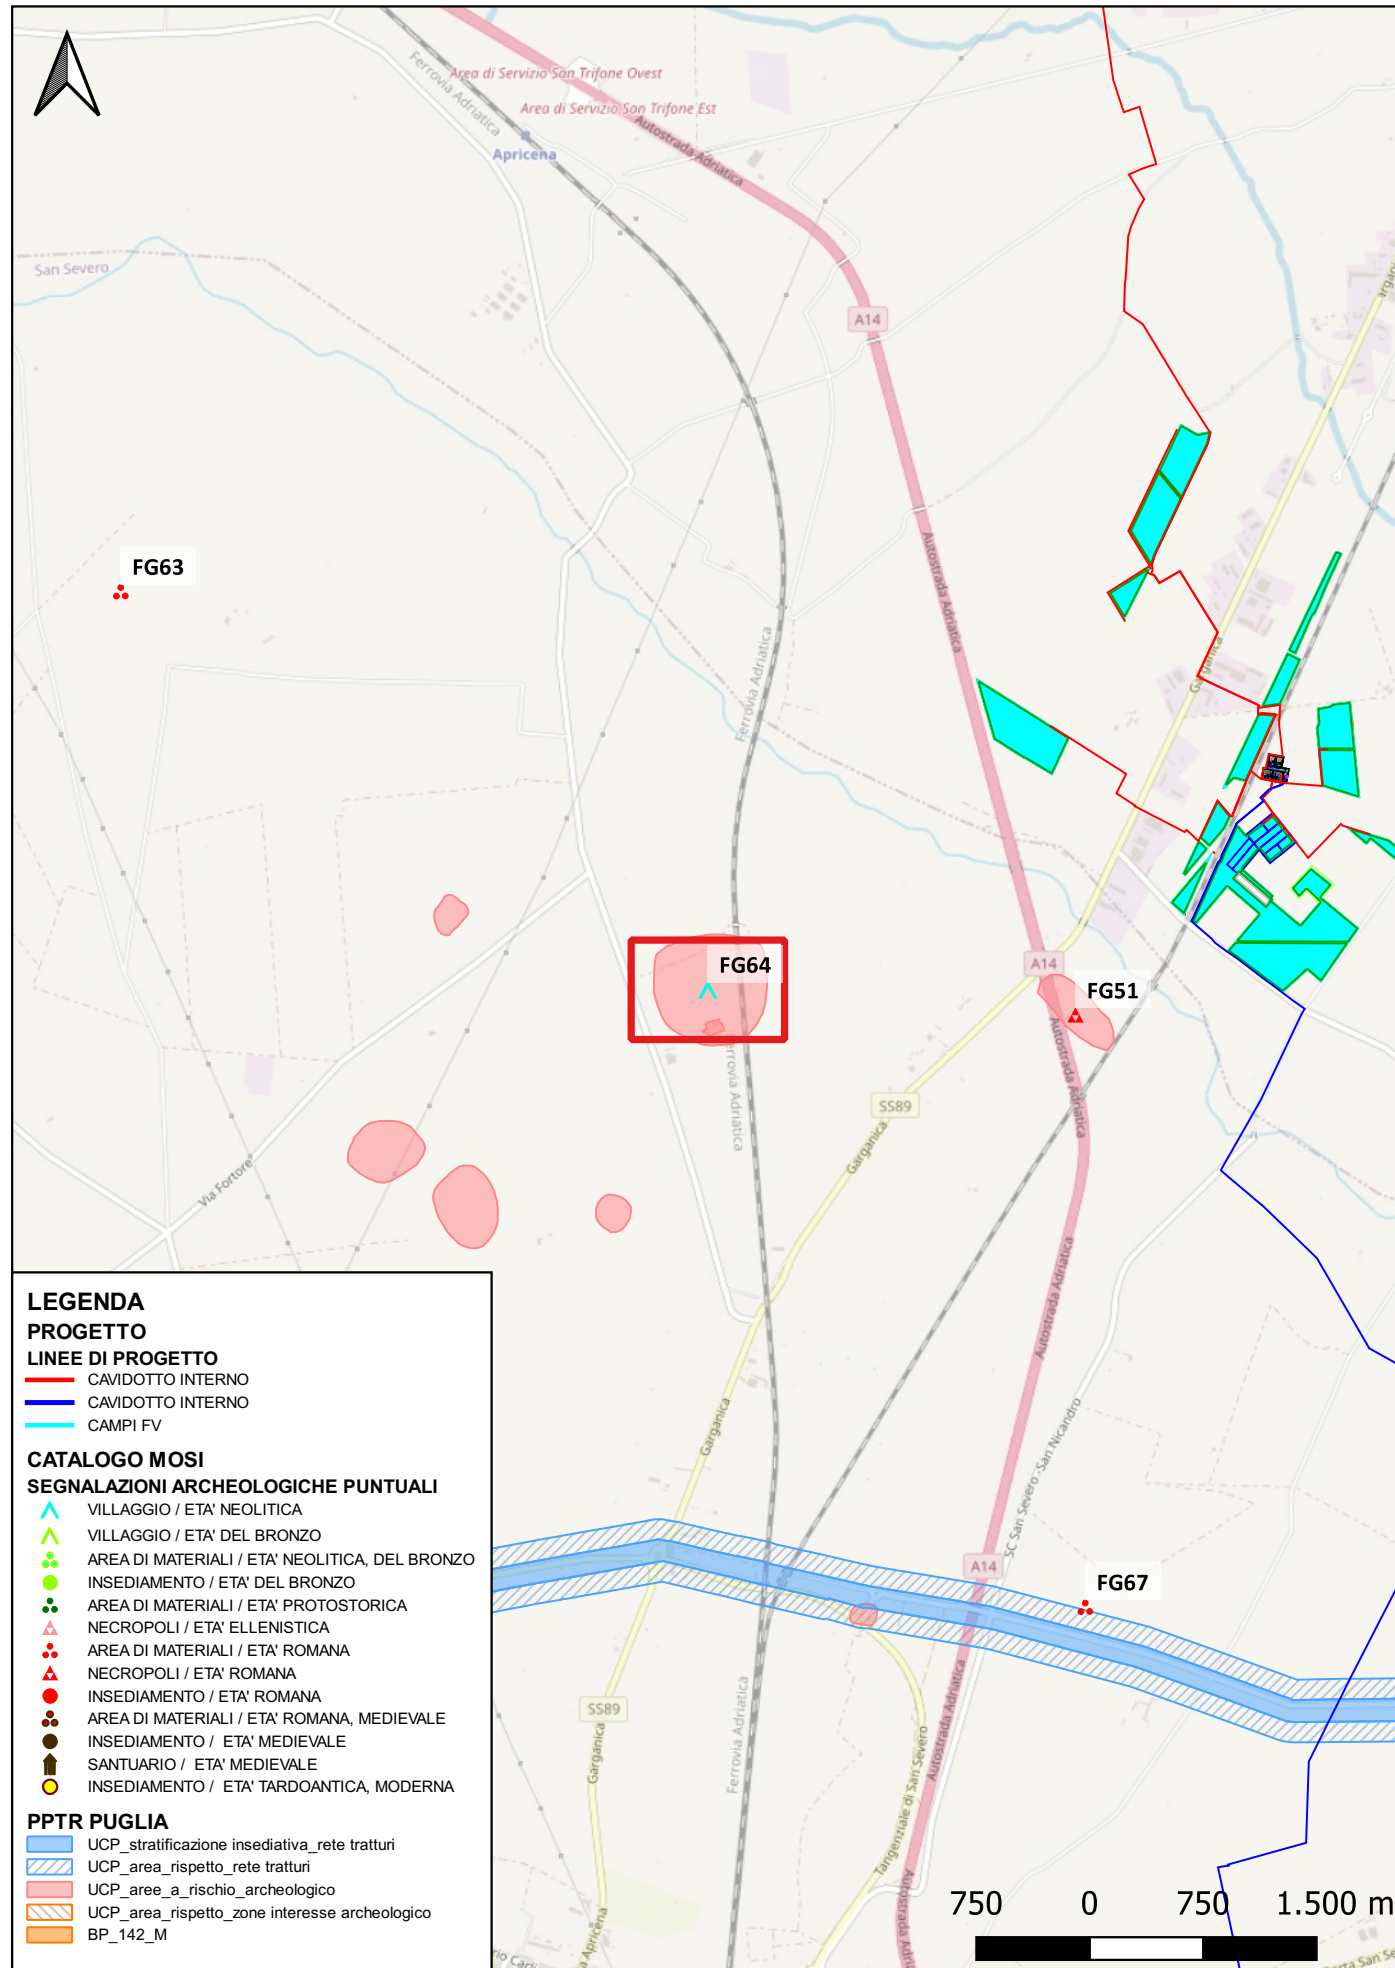 Ferrovia Adriatica
Area di Servizio San Trifone Ovest
Area di Servizio San Trifone Est
Autostrada Adriatica
Apricena
San Severo
A14
FG63
Autostrada Adriatica
Ferrovia Adriatica
Garganica
FG64
A14
FG51
Ferrovia Adriatica
Autostrada Adriatica
SS89
Garganica
Via Fortore
Autostrada Adriatica
Garganica
SC San Severo -San Nicandro
A14
FG67
SS89
Garganica
Ferrovia Adriatica
Autostrada Adriatica
Tangenziale di San Severo
Apricena
LEGENDA
PROGETTO
LINEE DI PROGETTO
CAVIDOTTO INTERNO
CAVIDOTTO INTERNO
CAMPI FV
CATALOGO MOSI
SEGNALAZIONI ARCHEOLOGICHE PUNTUALI
VILLAGGIO / ETA' NEOLITICA
VILLAGGIO / ETA' DEL BRONZO
AREA DI MATERIALI / ETA' NEOLITICA, DEL BRONZO
INSEDIAMENTO / ETA' DEL BRONZO
AREA DI MATERIALI / ETA' PROTOSTORICA
NECROPOLI / ETA' ELLENISTICA
AREA DI MATERIALI / ETA' ROMANA
NECROPOLI / ETA' ROMANA
INSEDIAMENTO / ETA' ROMANA
AREA DI MATERIALI / ETA' ROMANA, MEDIEVALE
INSEDIAMENTO /  ETA' MEDIEVALE
SANTUARIO /  ETA' MEDIEVALE
INSEDIAMENTO /  ETA' TARDOANTICA, MODERNA
PPTR PUGLIA
UCP_stratificazione insediativa_rete tratturi
UCP_area_rispetto_rete tratturi
UCP_aree_a_rischio_archeologico
UCP_area_rispetto_zone interesse archeologico
BP_142_M
750 0 750 1.500 m